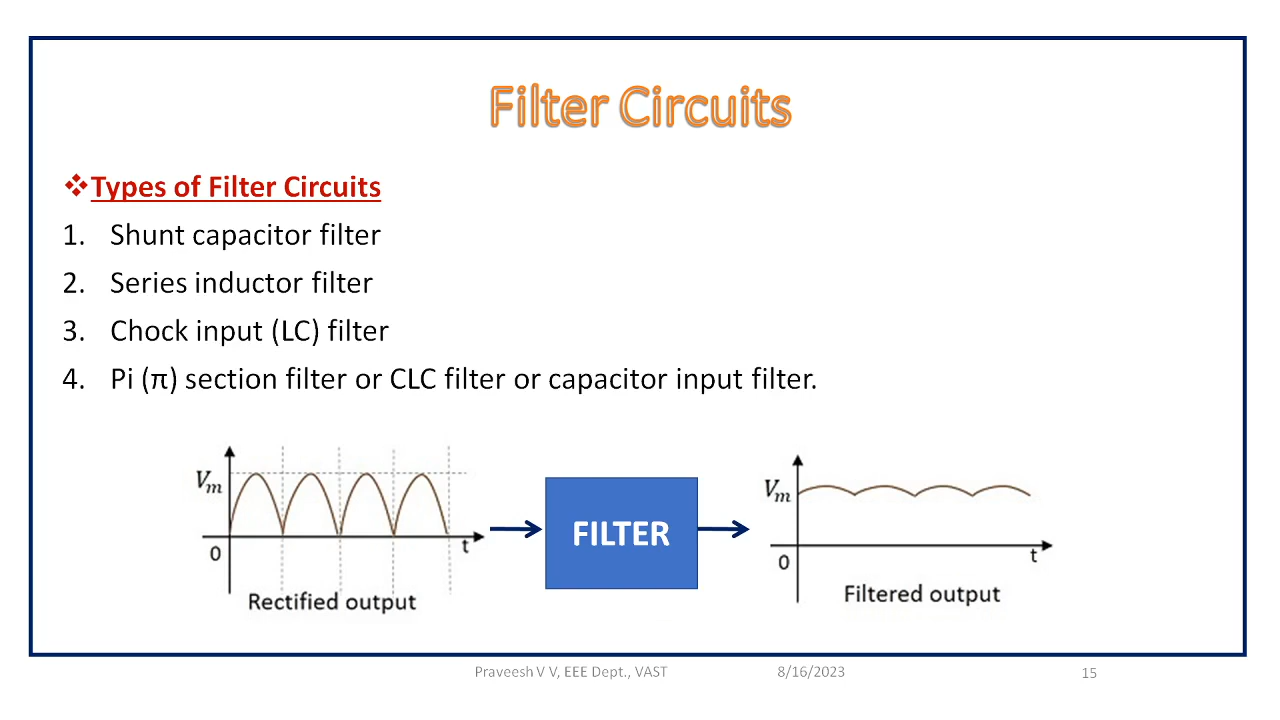 Filter Circuits
❖Types of Filter Circuits
1. Shunt capacitor filter
2. Series inductor filter
3. Chock input (LC) filter
4. Pi (π) section filter or CLC filter or capacitor input filter.
Vm
0
t
Rectified output
FILTER
Vm
0
t
Filtered output
Praveesh V V, EEE Dept., VAST 8/16/2023 15